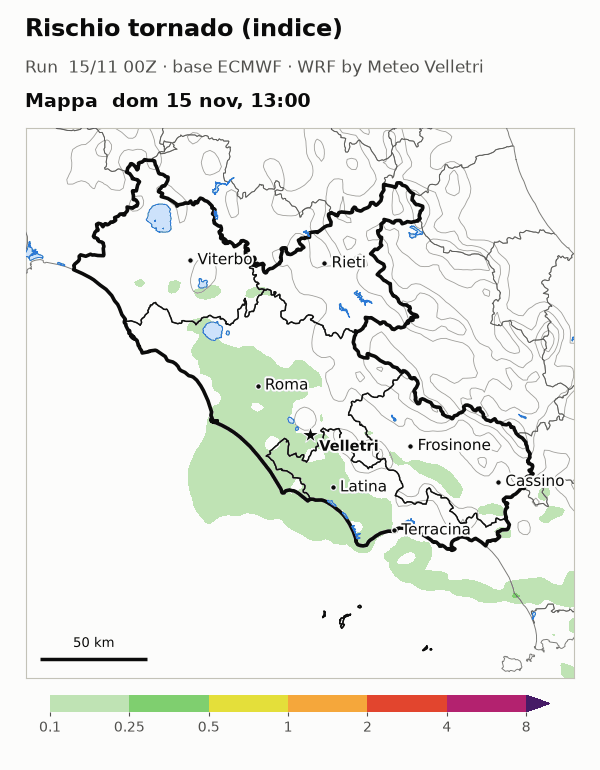 Rischio tornado (indice)
Run  15/11 00Z · base ECMWF · WRF by Meteo Velletri
Mappa  dom 15 nov, 13:00
Viterbo
Rieti
Roma
Velletri
Frosinone
Latina
Cassino
Terracina
50 km
0.1 0.25 0.5 1 2 4 8